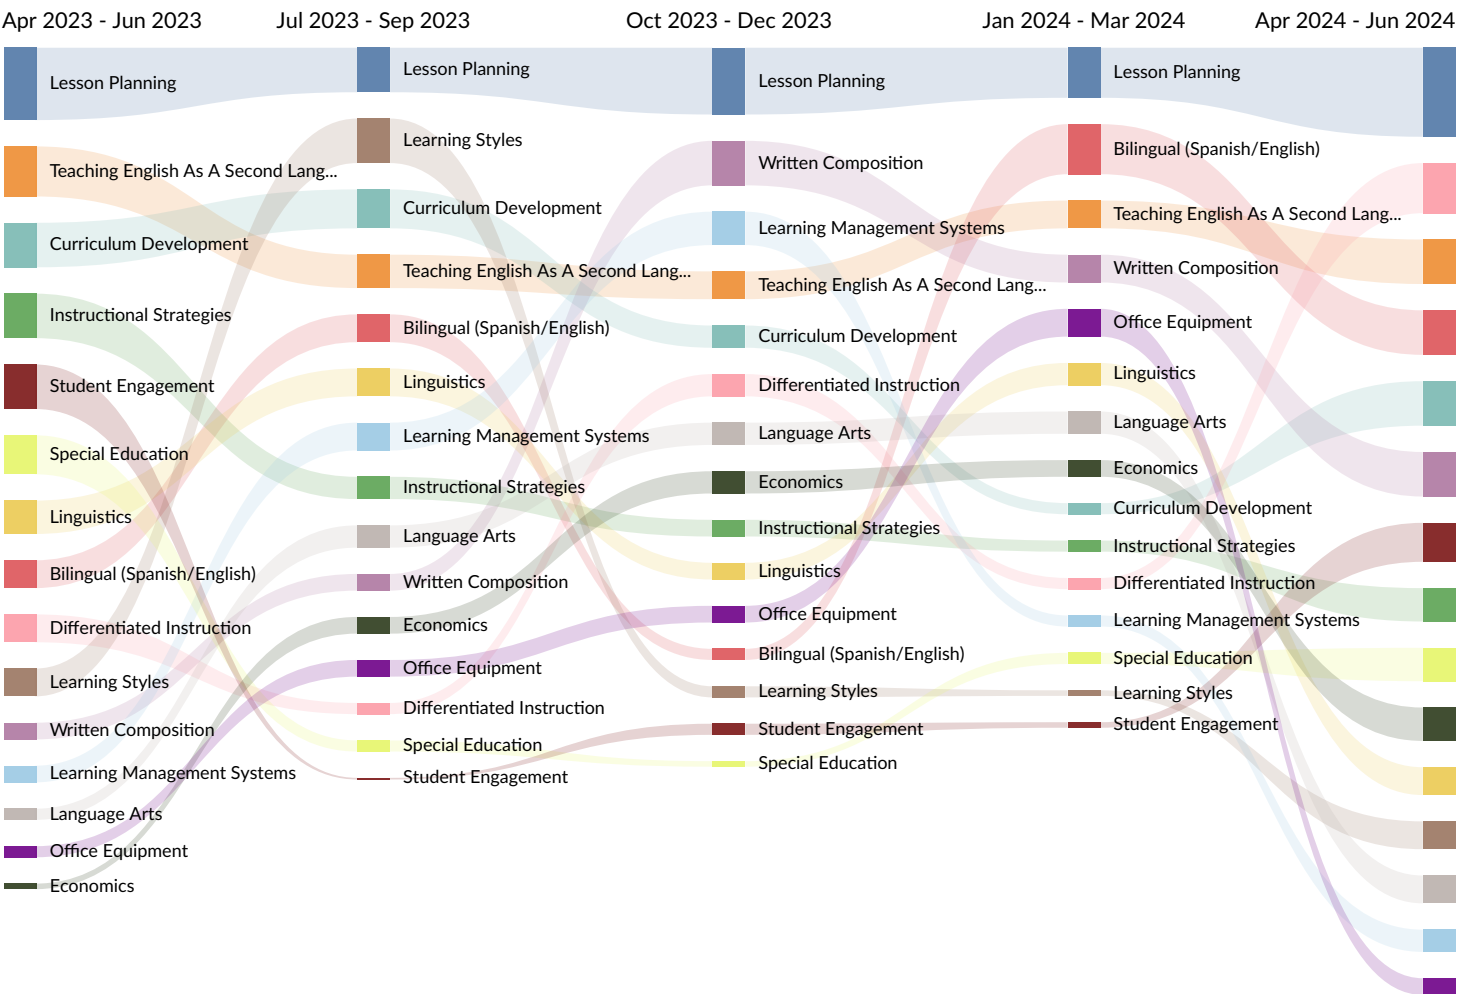 Apr 2023 - Jun 2023
Jul 2023 - Sep 2023
Oct 2023 - Dec 2023
Jan 2024 - Mar 2024
Apr 2024 - Jun 2024
Lesson Planning
Teaching English As A Second Lang...
Curriculum Development
Instructional Strategies
Student Engagement
Special Education
Linguistics
Bilingual (Spanish/English)
Differentiated Instruction
Learning Styles
Written Composition
Learning Management Systems
Language Arts
Office Equipment
Economics
Lesson Planning
Learning Styles
Curriculum Development
Teaching English As A Second Lang...
Bilingual (Spanish/English)
Linguistics
Learning Management Systems
Instructional Strategies
Language Arts
Written Composition
Economics
Office Equipment
Differentiated Instruction
Special Education
Student Engagement
Lesson Planning
Written Composition
Learning Management Systems
Teaching English As A Second Lang...
Curriculum Development
Differentiated Instruction
Language Arts
Economics
Instructional Strategies
Linguistics
Office Equipment
Bilingual (Spanish/English)
Learning Styles
Student Engagement
Special Education
Lesson Planning
Bilingual (Spanish/English)
Teaching English As A Second Lang...
Written Composition
Office Equipment
Linguistics
Language Arts
Economics
Curriculum Development
Instructional Strategies
Differentiated Instruction
Learning Management Systems
Special Education
Learning Styles
Student Engagement